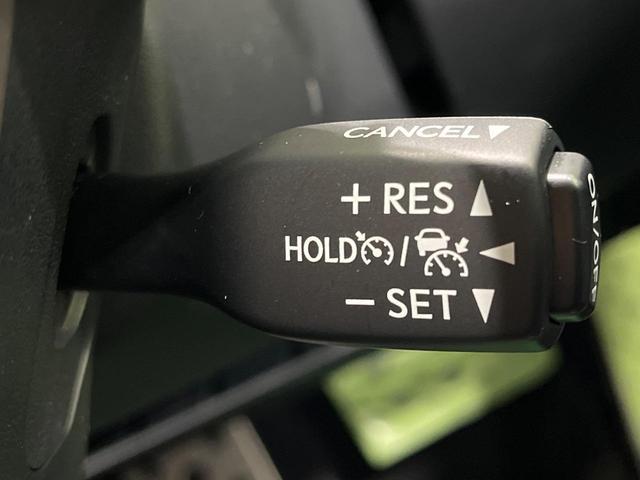 CANCEL▼
+ RES ▲
HOLD / ◀
− SET ▼
ON/OFF